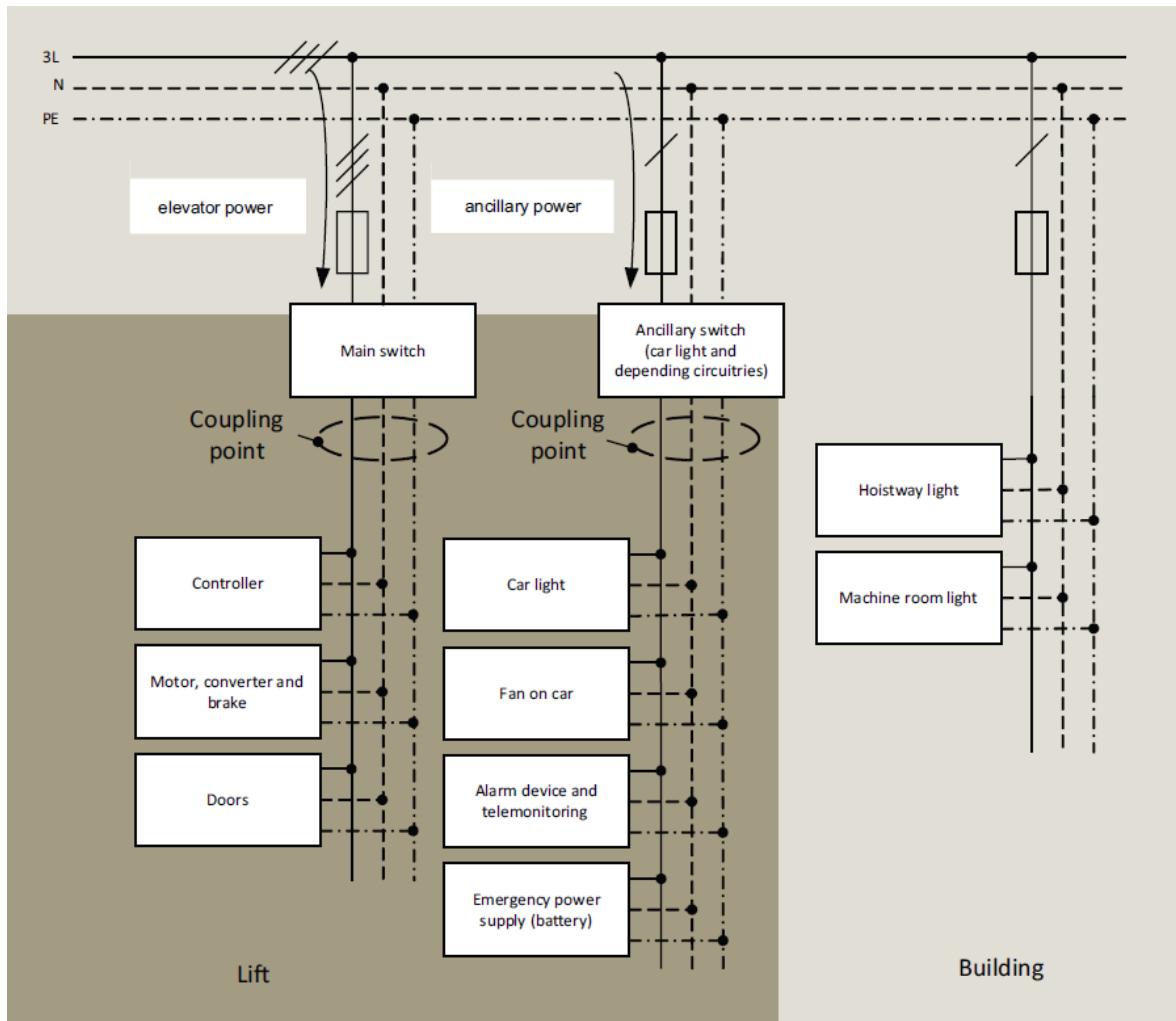 3L
N
PE
elevator power
ancillary power
Main switch
Ancillary switch
(car light and
depending circuitries)
Coupling
point
Coupling
point
Controller
Motor, converter and
brake
Doors
Car light
Fan on car
Alarm device and
telemonitoring
Emergency power
supply (battery)
Hoistway light
Machine room light
Lift
Building